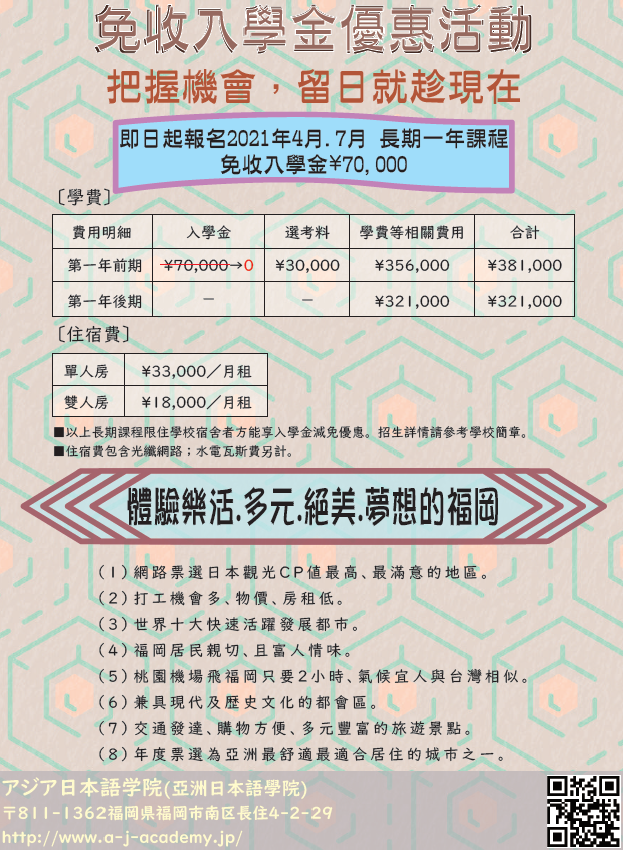 免收入學金優惠活動
把握機會，留日就趁現在
即日起報名2021年4月.7月 長期一年課程
免收入學金¥70,000
〔學費〕
費用明細 入學金 選考料 學費等相關費用 合計
第一年前期 ¥70,000→0 ¥30,000 ¥356,000 ¥381,000
第一年後期 － － ¥321,000 ¥321,000
〔住宿費〕
單人房 ¥33,000／月租
雙人房 ¥18,000／月租
■以上長期課程限住學校宿舍者方能享入學金減免優惠。招生詳情請參考學校簡章。
■住宿費包含光纖網路；水電瓦斯費另計。
體驗樂活.多元.絕美.夢想的福岡
(1)網路票選日本觀光CP值最高、最滿意的地區。
(2)打工機會多、物價、房租低。
(3)世界十大快速活躍發展都市。
(4)福岡居民親切、且富人情味。
(5)桃園機場飛福岡只要2小時、氣候宜人與台灣相似。
(6)兼具現代及歷史文化的都會區。
(7)交通發達、購物方便、多元豐富的旅遊景點。
(8)年度票選為亞洲最舒適最適合居住的城市之一。
アジア日本語学院(亞洲日本語學院)
〒811-1362福岡県福岡市南区長住4-2-29
http://www.a-j-academy.jp/